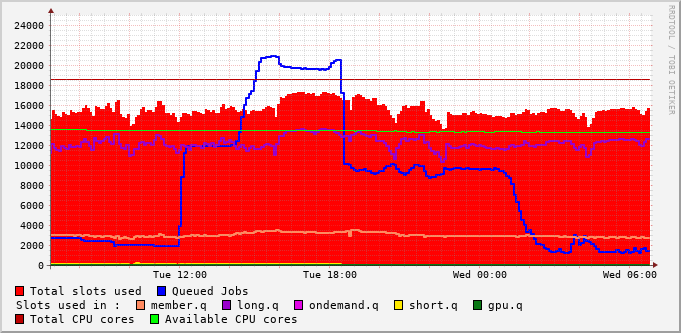 RRDTOOL / TOBI OETIKER
24000
22000
20000
18000
16000
14000
12000
10000
8000
6000
4000
2000
0
Tue 12:00 Tue 18:00 Wed 00:00 Wed 06:00
Total slots used Queued Jobs
Slots used in : member.q long.q ondemand.q short.q gpu.q
Total CPU cores Available CPU cores